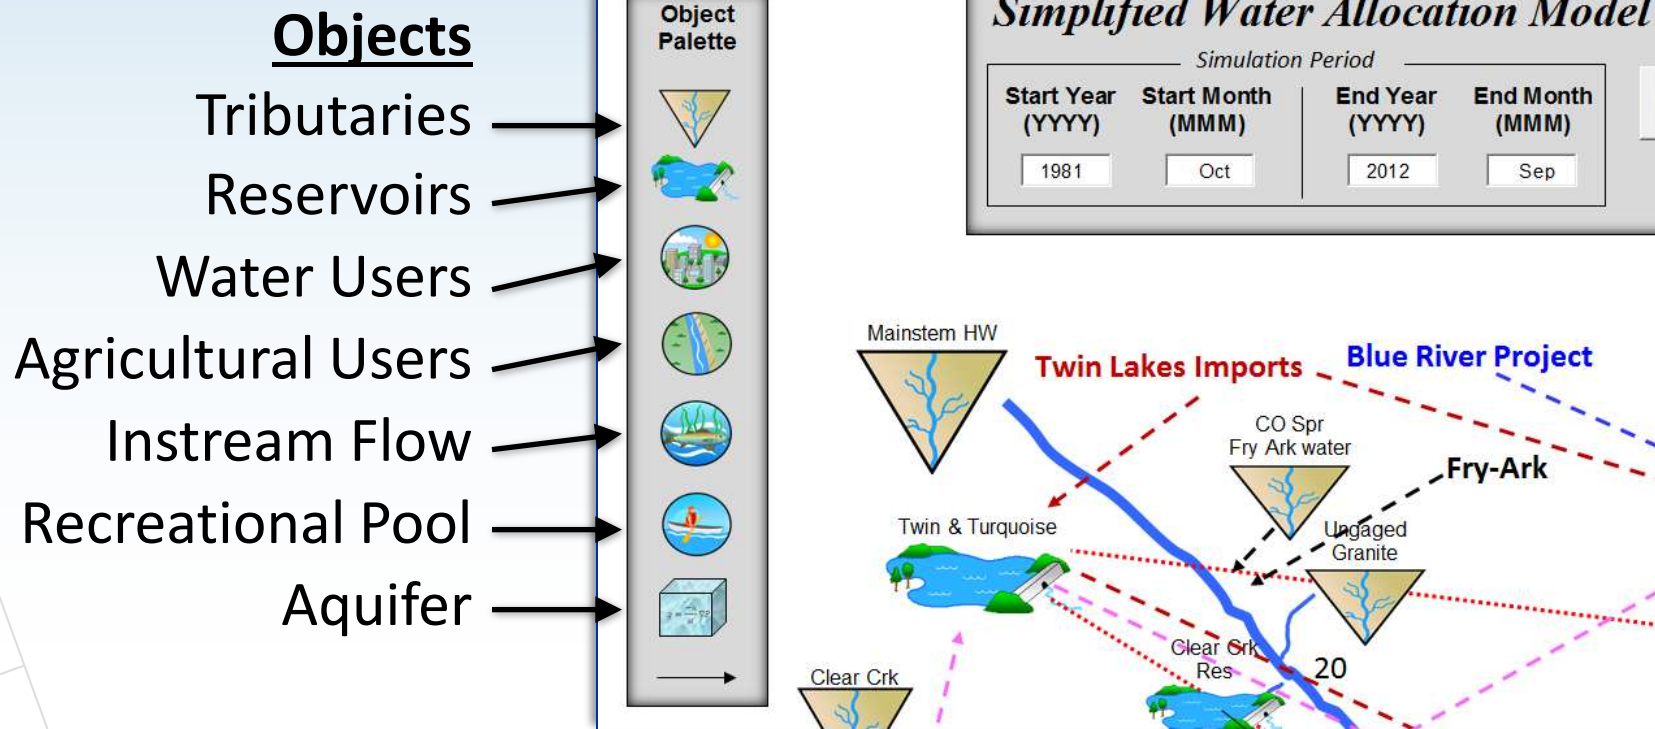 Objects
Tributaries
Reservoirs
Water Users
Agricultural Users
Instream Flow
Recreational Pool
Aquifer
Object
Palette
Simplified Water Allocation Model
Simulation Period
Start Year
(YYYY)
Start Month
(MMM)
End Year
(YYYY)
End Month
(MMM)
1981
Oct
2012
Sep
Mainstem HW
Twin Lakes Imports
Blue River Project
CO Spr
Fry Ark water
Fry-Ark
Twin & Turquoise
Ungaged
Granite
Clear Crk
Res
20
Clear Crk